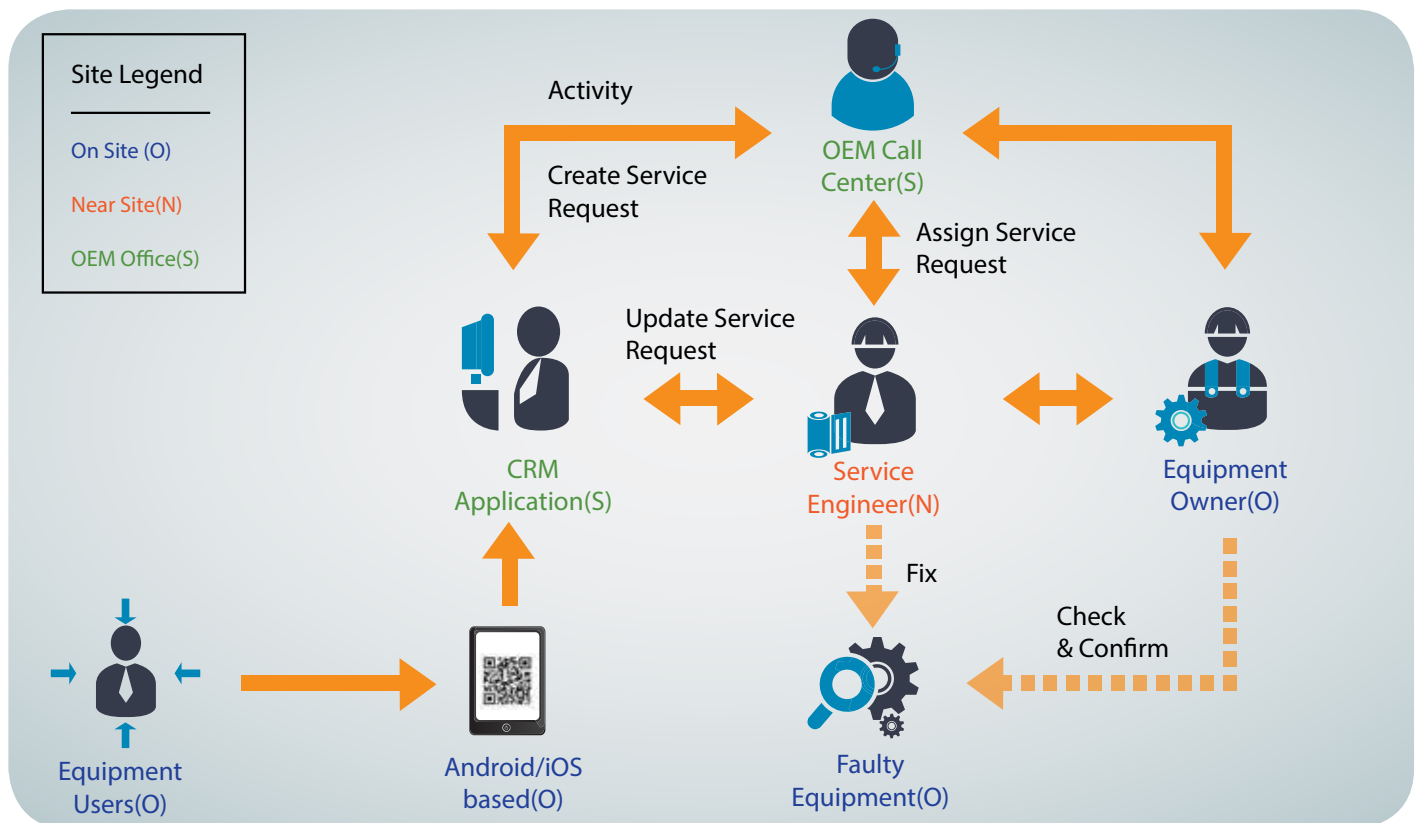 Site Legend
On Site (O)
Near Site(N)
OEM Office(S)
Activity
Create Service
Request
OEM Call
Center(S)
Assign Service
Request
Update Service
Request
CRM
Application(S)
Service
Engineer(N)
Equipment
Owner(O)
Fix
Check
& Confirm
Equipment
Users(O)
Android/iOS
based(O)
Faulty
Equipment(O)